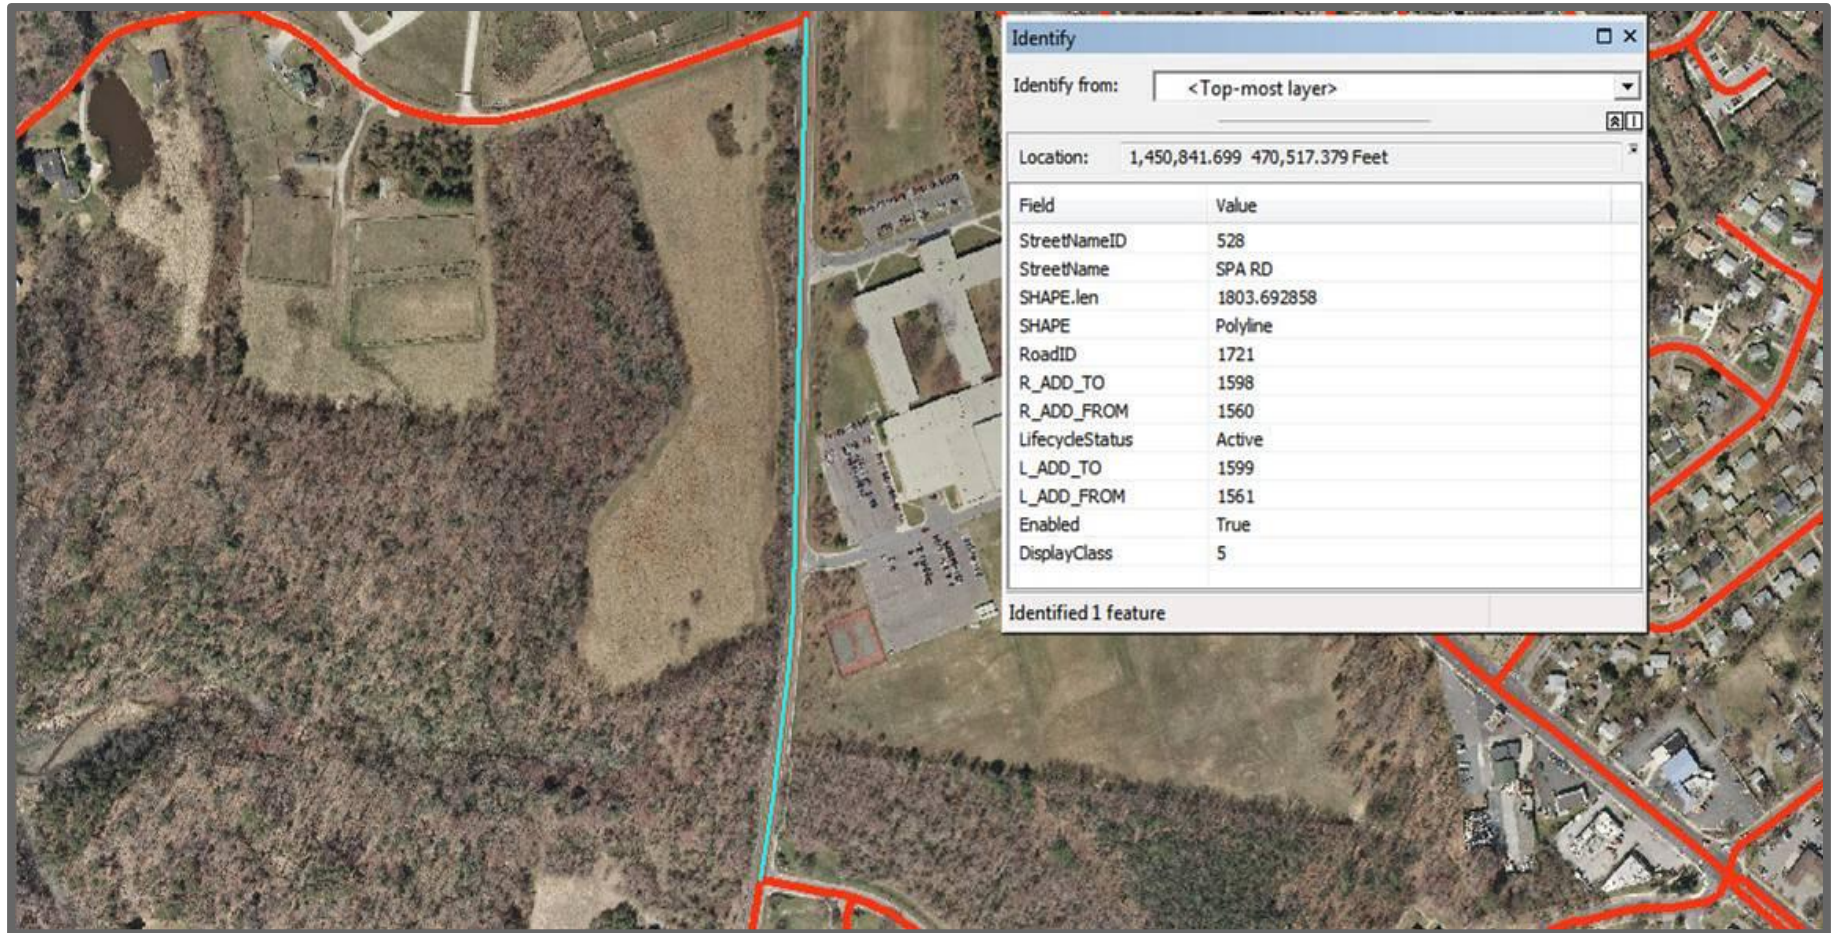 Identify
Identify from: <Top-most layer>
Location: 1,450,841.699 470,517.379 Feet
Field Value
StreetNameID 528
StreetName SPA RD
SHAPE.len 1803.692858
SHAPE Polyline
RoadID 1721
R_ADD_TO 1598
R_ADD_FROM 1560
LifecycleStatus Active
L_ADD_TO 1599
L_ADD_FROM 1561
Enabled True
DisplayClass 5
Identified 1 feature